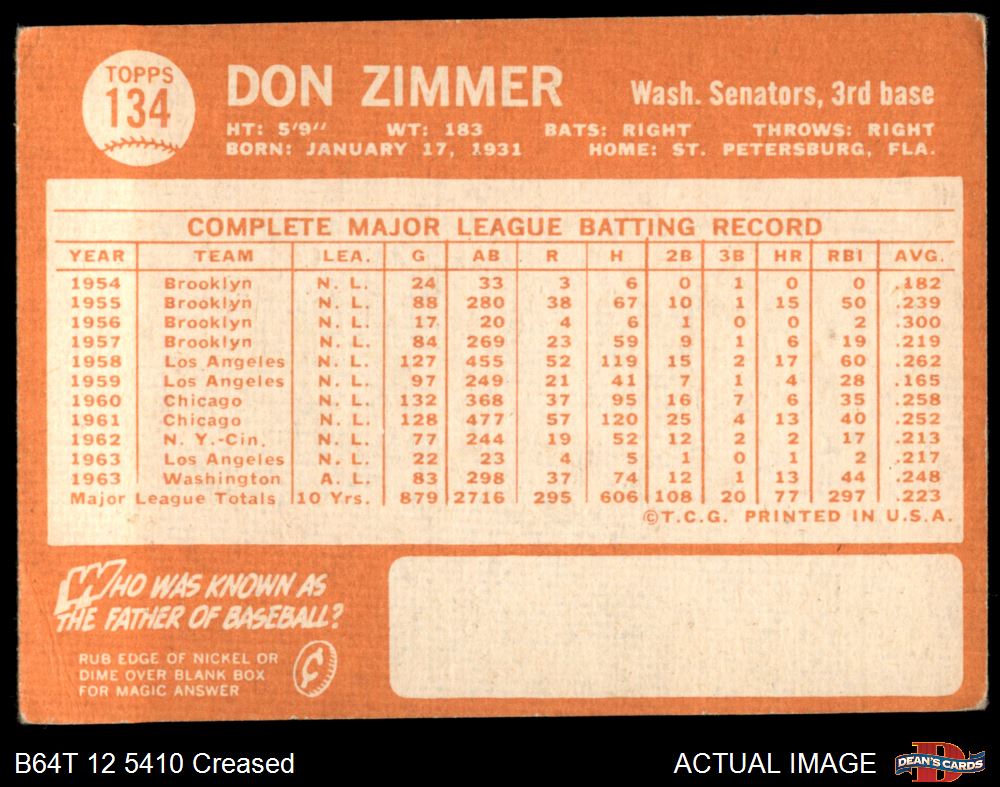 TOPPS
134
DON ZIMMER
Wash. Senators, 3rd base
HT: 5'9" WT: 183 BATS: RIGHT THROWS: RIGHT
BORN: JANUARY 17, 1931 HOME: ST. PETERSBURG, FLA.
COMPLETE MAJOR LEAGUE BATTING RECORD
YEAR TEAM LEA. G AB R H 2B 3B HR RBI AVG.
1954 Brooklyn N. L. 24 33 3 6 0 1 0 0 .182
1955 Brooklyn N. L. 88 280 38 67 10 1 15 50 .239
1956 Brooklyn N. L. 17 20 4 6 1 0 0 2 .300
1957 Brooklyn N. L. 84 269 23 59 9 1 6 19 .219
1958 Los Angeles N. L. 127 455 52 119 15 2 17 60 .262
1959 Los Angeles N. L. 97 249 21 41 7 1 4 28 .165
1960 Chicago N. L. 132 368 37 95 16 7 6 35 .258
1961 Chicago N. L. 128 477 57 120 25 4 13 40 .252
1962 N. Y.-Cin. N. L. 77 244 19 52 12 2 2 17 .213
1963 Los Angeles N. L. 22 23 4 5 1 0 1 2 .217
1963 Washington A. L. 83 298 37 74 12 1 13 44 .248
Major League Totals 10 Yrs. 879 2716 295 606 108 20 77 297 .223
©T.C.G. PRINTED IN U.S.A.
WHO WAS KNOWN AS
THE FATHER OF BASEBALL?
RUB EDGE OF NICKEL OR
DIME OVER BLANK BOX
FOR MAGIC ANSWER
B64T 12 5410 Creased
ACTUAL IMAGE
DEAN'S CARDS